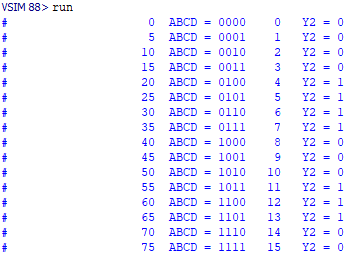 VSIM 88> run
# 0 ABCD = 0000 0 Y2 = 0
# 5 ABCD = 0001 1 Y2 = 0
# 10 ABCD = 0010 2 Y2 = 0
# 15 ABCD = 0011 3 Y2 = 0
# 20 ABCD = 0100 4 Y2 = 1
# 25 ABCD = 0101 5 Y2 = 1
# 30 ABCD = 0110 6 Y2 = 1
# 35 ABCD = 0111 7 Y2 = 1
# 40 ABCD = 1000 8 Y2 = 0
# 45 ABCD = 1001 9 Y2 = 0
# 50 ABCD = 1010 10 Y2 = 0
# 55 ABCD = 1011 11 Y2 = 1
# 60 ABCD = 1100 12 Y2 = 1
# 65 ABCD = 1101 13 Y2 = 1
# 70 ABCD = 1110 14 Y2 = 0
# 75 ABCD = 1111 15 Y2 = 0